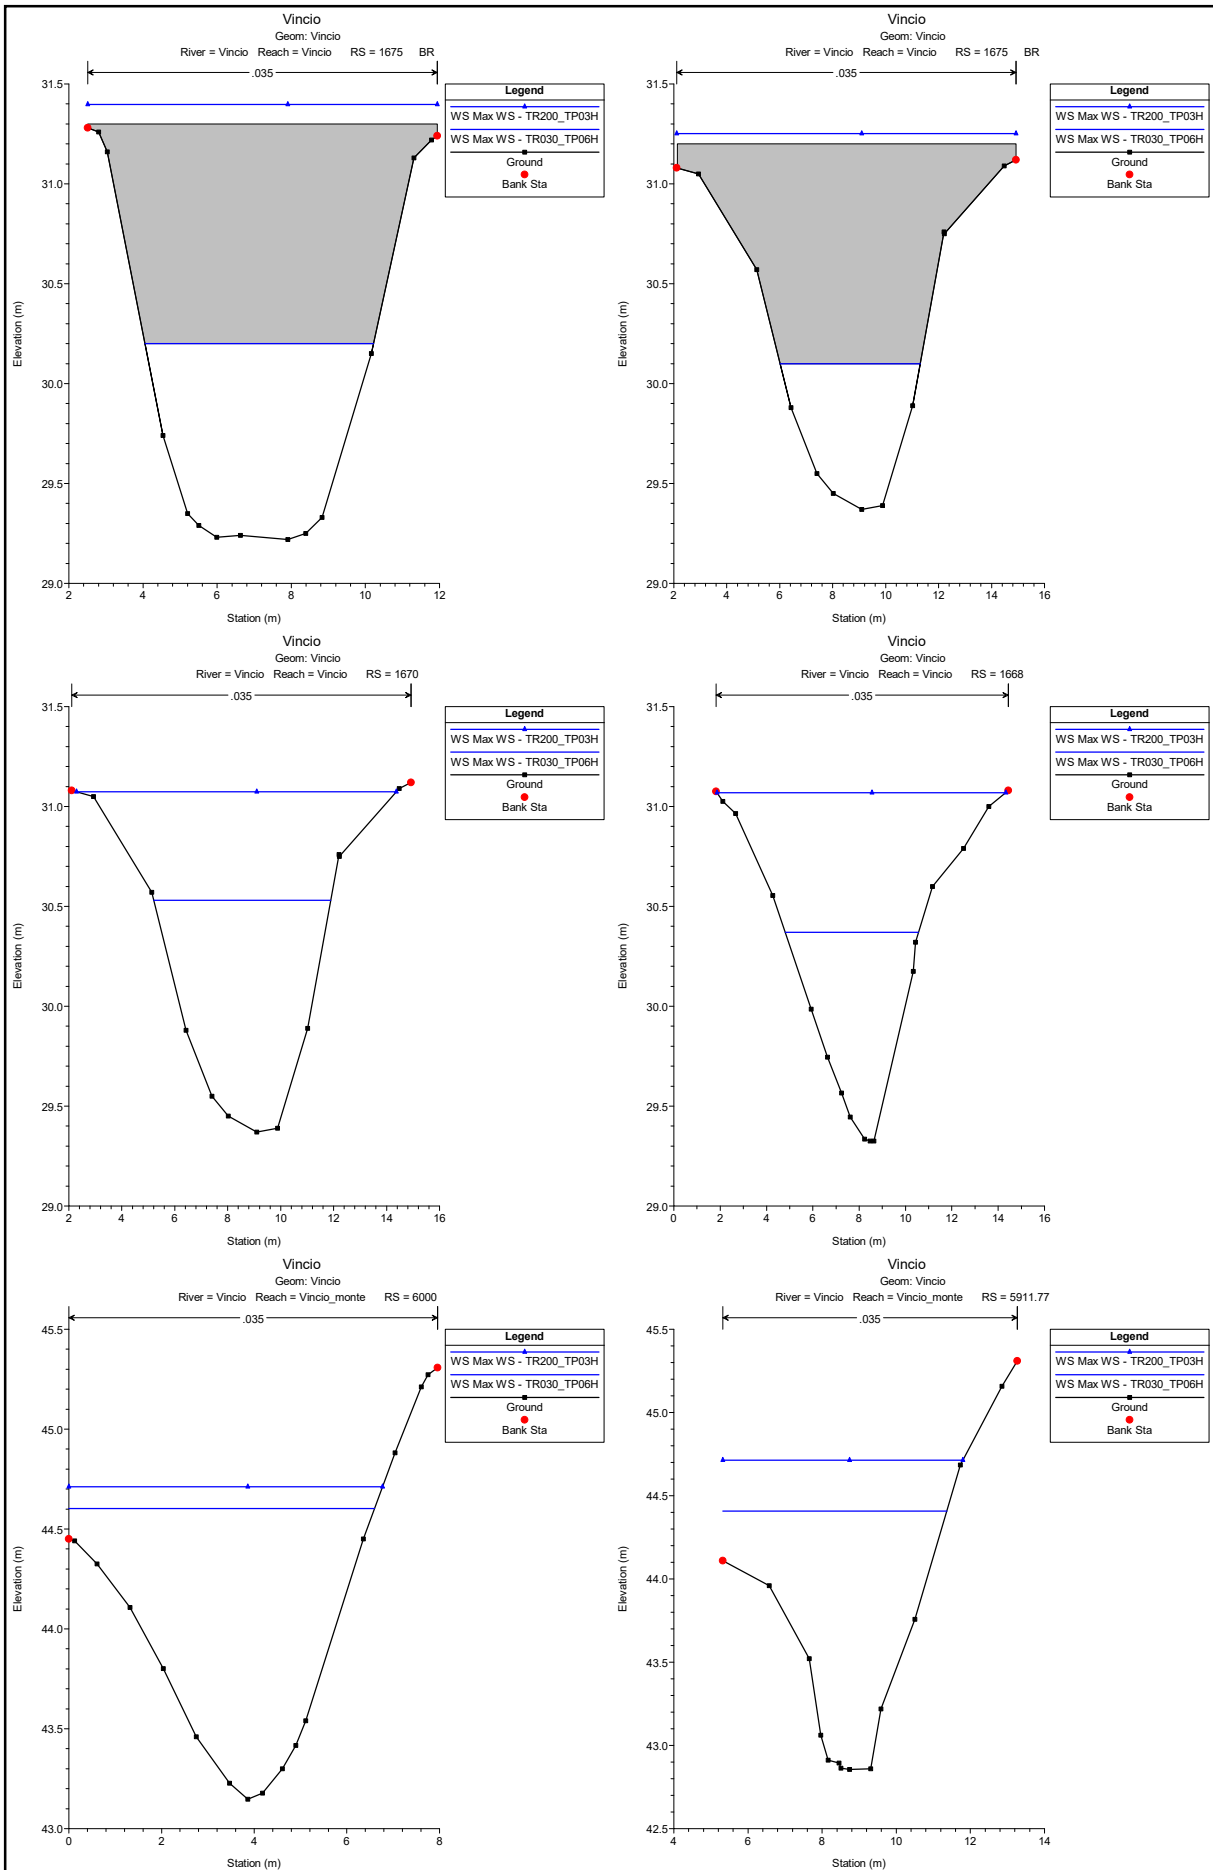 Vincio
Geom: Vincio
River = Vincio Reach = Vincio RS = 1675 BR
.035
31.5
31.0
30.5
30.0
29.5
29.0
Elevation (m)
2 4 6 8 10 12
Station (m)
Legend
WS Max WS - TR200_TP03H
WS Max WS - TR030_TP06H
Ground
Bank Sta
Vincio
Geom: Vincio
River = Vincio Reach = Vincio RS = 1675 BR
.035
31.5
31.0
30.5
30.0
29.5
29.0
Elevation (m)
2 4 6 8 10 12 14 16
Station (m)
Legend
WS Max WS - TR200_TP03H
WS Max WS - TR030_TP06H
Ground
Bank Sta
Vincio
Geom: Vincio
River = Vincio Reach = Vincio RS = 1670
.035
31.5
31.0
30.5
30.0
29.5
29.0
Elevation (m)
2 4 6 8 10 12 14 16
Station (m)
Legend
WS Max WS - TR200_TP03H
WS Max WS - TR030_TP06H
Ground
Bank Sta
Vincio
Geom: Vincio
River = Vincio Reach = Vincio RS = 1668
.035
31.5
31.0
30.5
30.0
29.5
29.0
Elevation (m)
0 2 4 6 8 10 12 14 16
Station (m)
Legend
WS Max WS - TR200_TP03H
WS Max WS - TR030_TP06H
Ground
Bank Sta
Vincio
Geom: Vincio
River = Vincio Reach = Vincio_monte RS = 6000
.035
45.5
45.0
44.5
44.0
43.5
43.0
Elevation (m)
0 2 4 6 8
Station (m)
Legend
WS Max WS - TR200_TP03H
WS Max WS - TR030_TP06H
Ground
Bank Sta
Vincio
Geom: Vincio
River = Vincio Reach = Vincio_monte RS = 5911.77
.035
45.5
45.0
44.5
44.0
43.5
43.0
42.5
Elevation (m)
4 6 8 10 12 14
Station (m)
Legend
WS Max WS - TR200_TP03H
WS Max WS - TR030_TP06H
Ground
Bank Sta